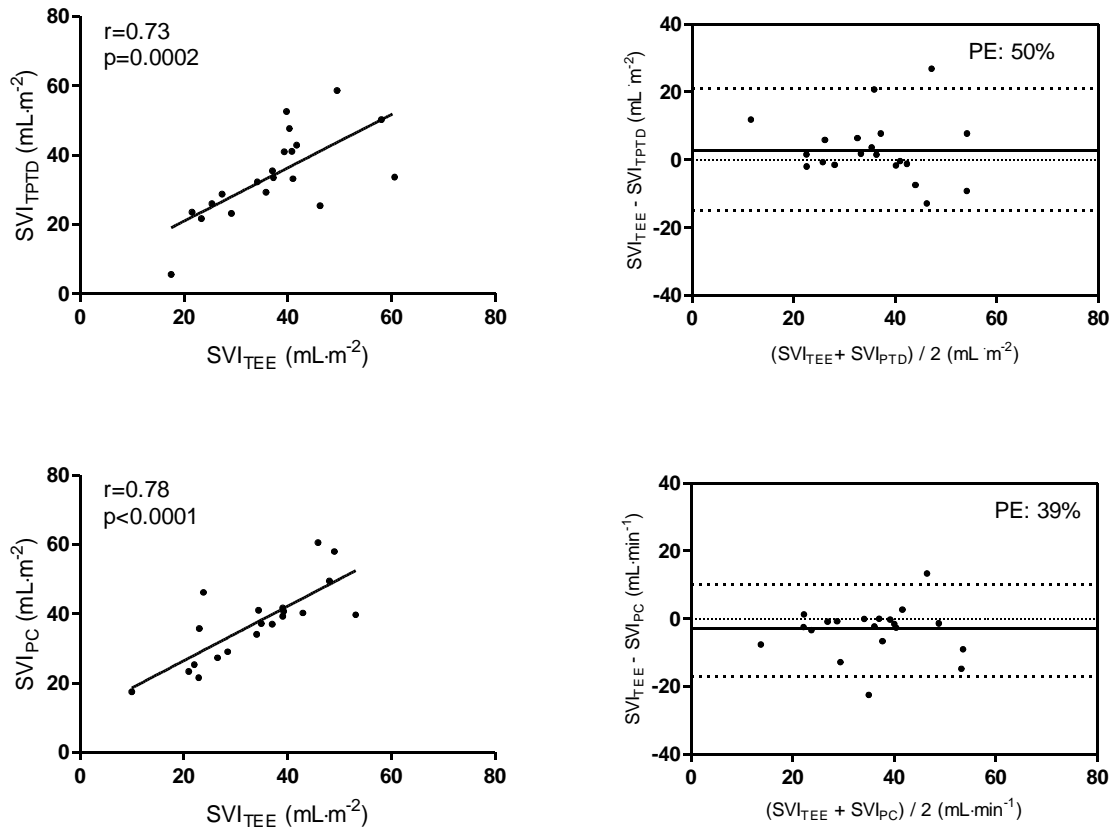 r=0.73
p=0.0002
SVI_TPTD (mL·m⁻²)
80
60
40
20
0
0 20 40 60 80
SVI_TEE (mL·m⁻²)
PE: 50%
SVI_TEE - SVI_TPTD (mL·m⁻²)
40
20
0
-20
-40
0 20 40 60 80
(SVI_TEE + SVI_PTD) / 2 (mL·m⁻²)
r=0.78
p<0.0001
SVI_PC (mL·m⁻²)
80
60
40
20
0
0 20 40 60 80
SVI_TEE (mL·m⁻²)
PE: 39%
SVI_TEE - SVI_PC (mL·min⁻¹)
40
20
0
-20
-40
0 20 40 60 80
(SVI_TEE + SVI_PC) / 2 (mL·min⁻¹)